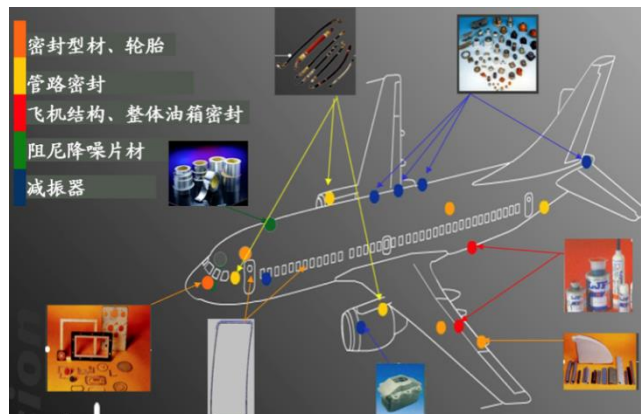 密封型材、轮胎
管路密封
飞机结构、整体油箱密封
阻尼降噪片材
减振器